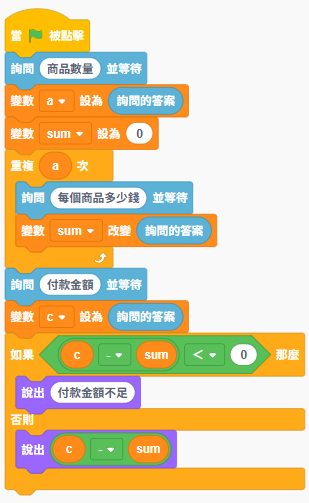 當 被點擊
詢問 商品數量 並等待
變數 a 設為 詢問的答案
變數 sum 設為 0
重複 a 次
詢問 每個商品多少錢 並等待
變數 sum 改變 詢問的答案
詢問 付款金額 並等待
變數 c 設為 詢問的答案
如果 c - sum < 0 那麼
說出 付款金額不足
否則
說出 c - sum